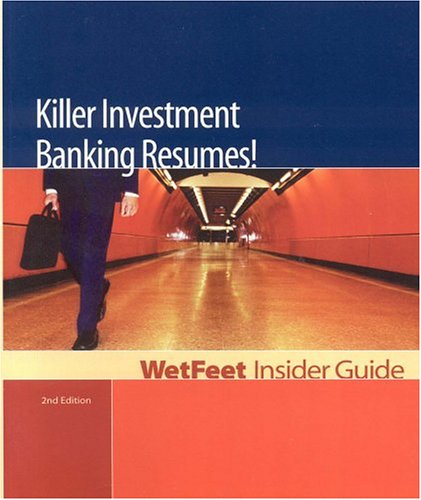 Killer Investment
Banking Resumes!
WetFeet Insider Guide
2nd Edition